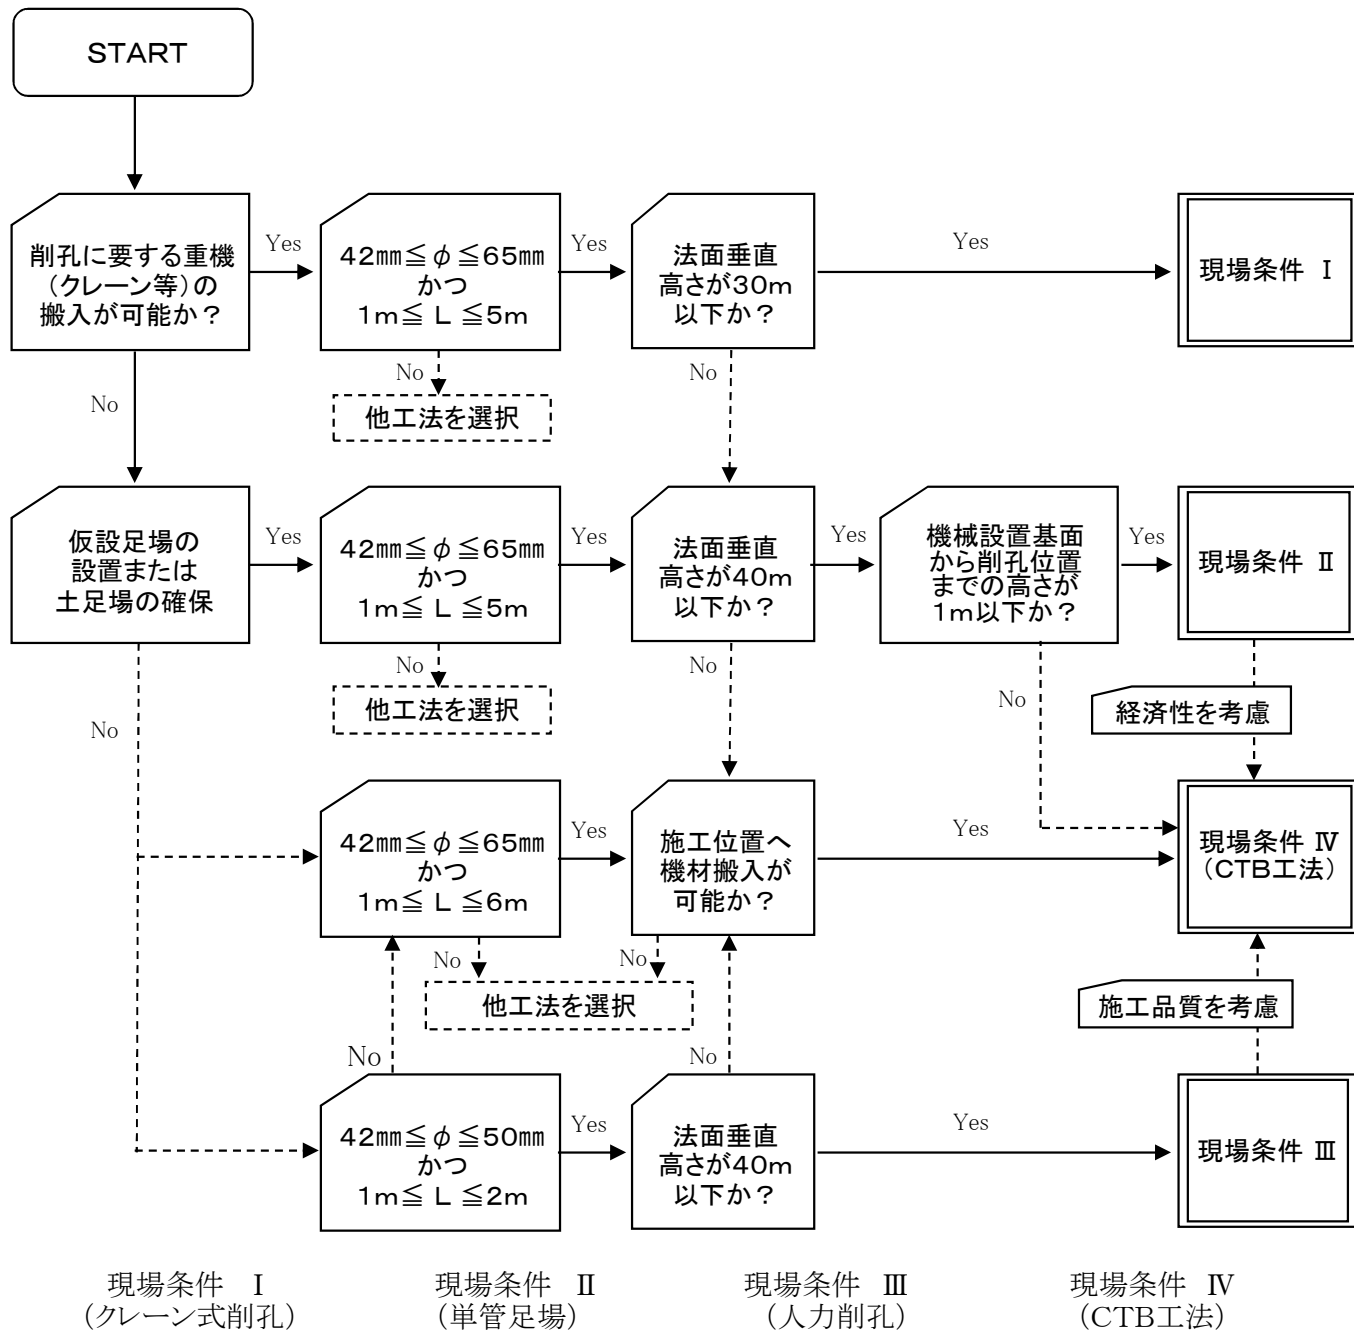 START
削孔に要する重機
（クレーン等）の
搬入が可能か？
Yes
42㎜≦φ≦65㎜
かつ
1m≦ L ≦5m
Yes
法面垂直
高さが30m
以下か？
Yes
現場条件 Ⅰ
No
No
他工法を選択
No
仮設足場の
設置または
土足場の確保
Yes
42㎜≦φ≦65㎜
かつ
1m≦ L ≦5m
Yes
法面垂直
高さが40m
以下か？
Yes
機械設置基面
から削孔位置
までの高さが
1m以下か？
Yes
現場条件 Ⅱ
No
No
他工法を選択
No
No
経済性を考慮
42㎜≦φ≦65㎜
かつ
1m≦ L ≦6m
Yes
施工位置へ
機材搬入が
可能か？
Yes
現場条件 Ⅳ
（CTB工法）
No
No
他工法を選択
施工品質を考慮
No
No
42㎜≦φ≦50㎜
かつ
1m≦ L ≦2m
Yes
法面垂直
高さが40m
以下か？
Yes
現場条件 Ⅲ
現場条件 Ⅰ
（クレーン式削孔）
現場条件 Ⅱ
（単管足場）
現場条件 Ⅲ
（人力削孔）
現場条件 Ⅳ
（CTB工法）